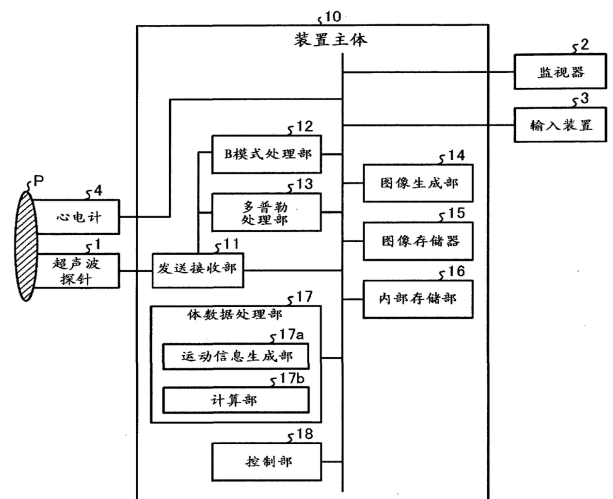 10
装置主体
2
监视器
3
输入装置
12
B模式处理部
14
图像生成部
P
4
心电计
13
多普勒
处理部
15
图像存储器
1
超声波
探针
11
发送接收部
16
内部存储部
17
体数据处理部
17a
运动信息生成部
17b
计算部
18
控制部